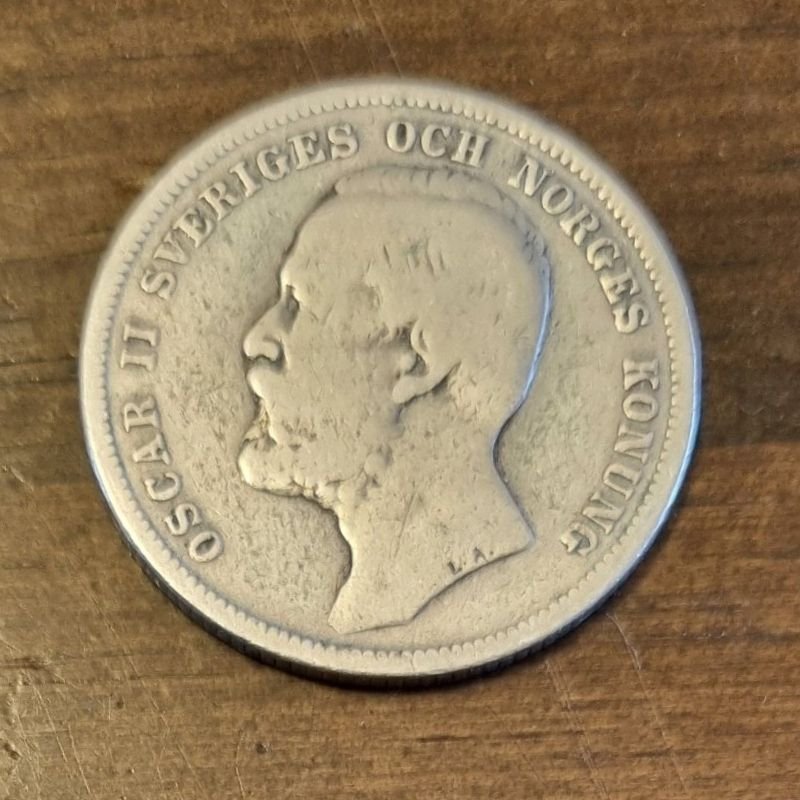 OSCAR II SVERIGES OCH NORGES KONUNG
L.A.